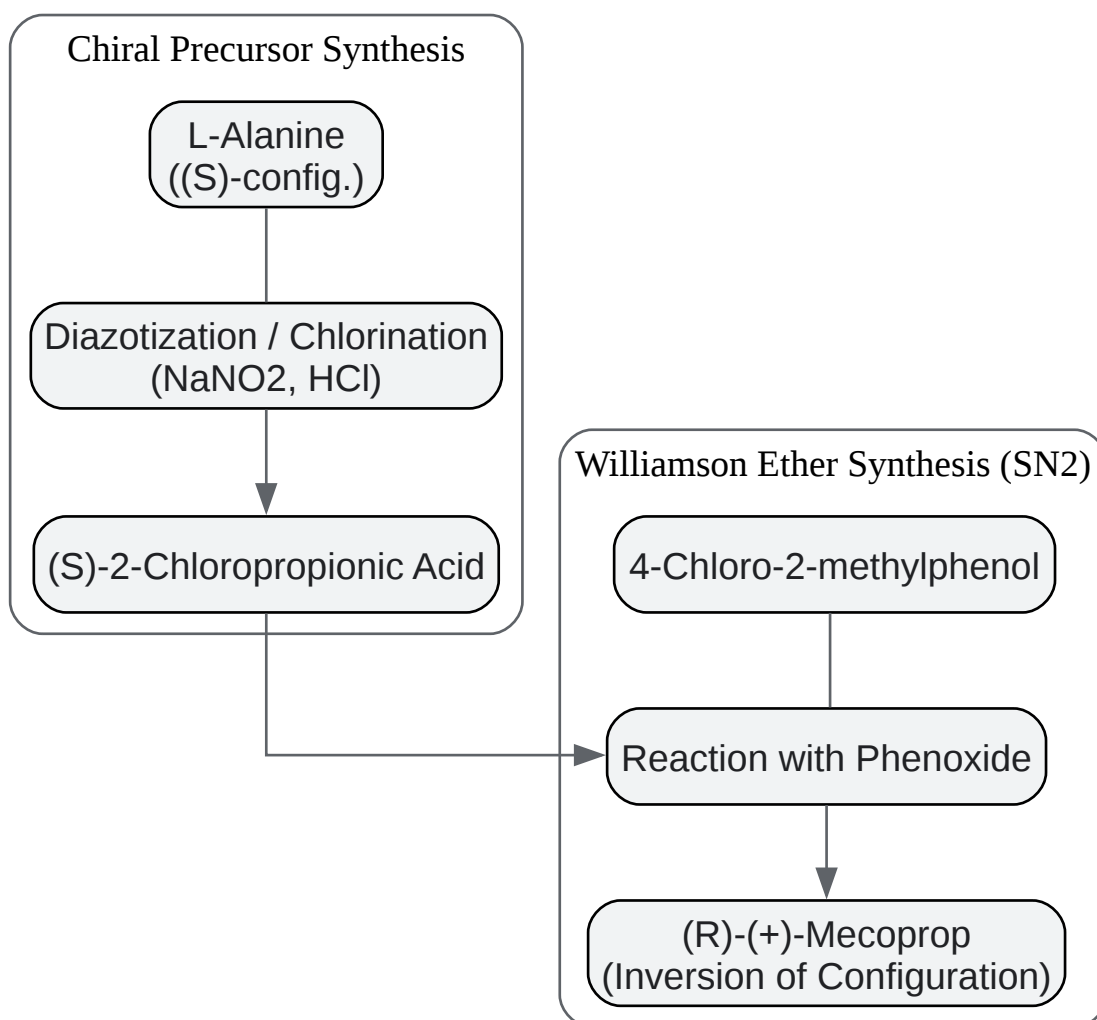 Chiral Precursor Synthesis
L-Alanine
((S)-config.)
Diazotization / Chlorination
(NaNO2, HCl)
(S)-2-Chloropropionic Acid
Williamson Ether Synthesis (SN2)
4-Chloro-2-methylphenol
Reaction with Phenoxide
(R)-(+)-Mecoprop
(Inversion of Configuration)